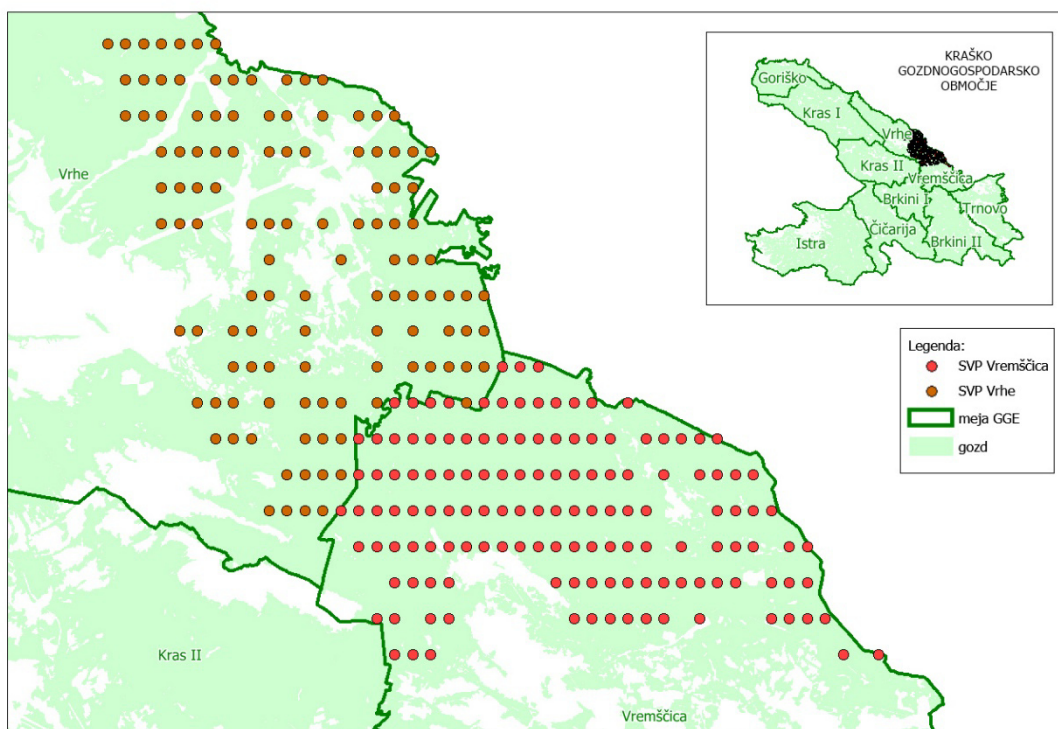 KRAŠKO
GOZDNOGOSPODARSKO
OBMOČJE
Goriško
Kras I
Vrhe
Kras II
Vremščica
Brkini I
Trnovo
Čičarija
Istra
Brkini II
Vrhe
Legenda:
SVP Vremščica
SVP Vrhe
meja GGE
gozd
Kras II
Vremščica